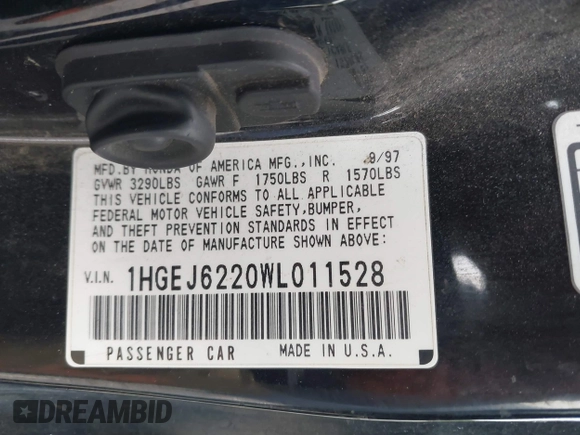 MFD.BY HONDA OF AMERICA MFG.,INC. 9/97
GVWR 3290LBS GAWR F 1750LBS R 1570LBS
THIS VEHICLE CONFORMS TO ALL APPLICABLE
FEDERAL MOTOR VEHICLE SAFETY,BUMPER,
AND THEFT PREVENTION STANDARDS IN EFFECT
ON THE DATE OF MANUFACTURE SHOWN ABOVE:
V.I.N. 1HGEJ6220WL011528
PASSENGER CAR MADE IN U.S.A.
DREAMBID